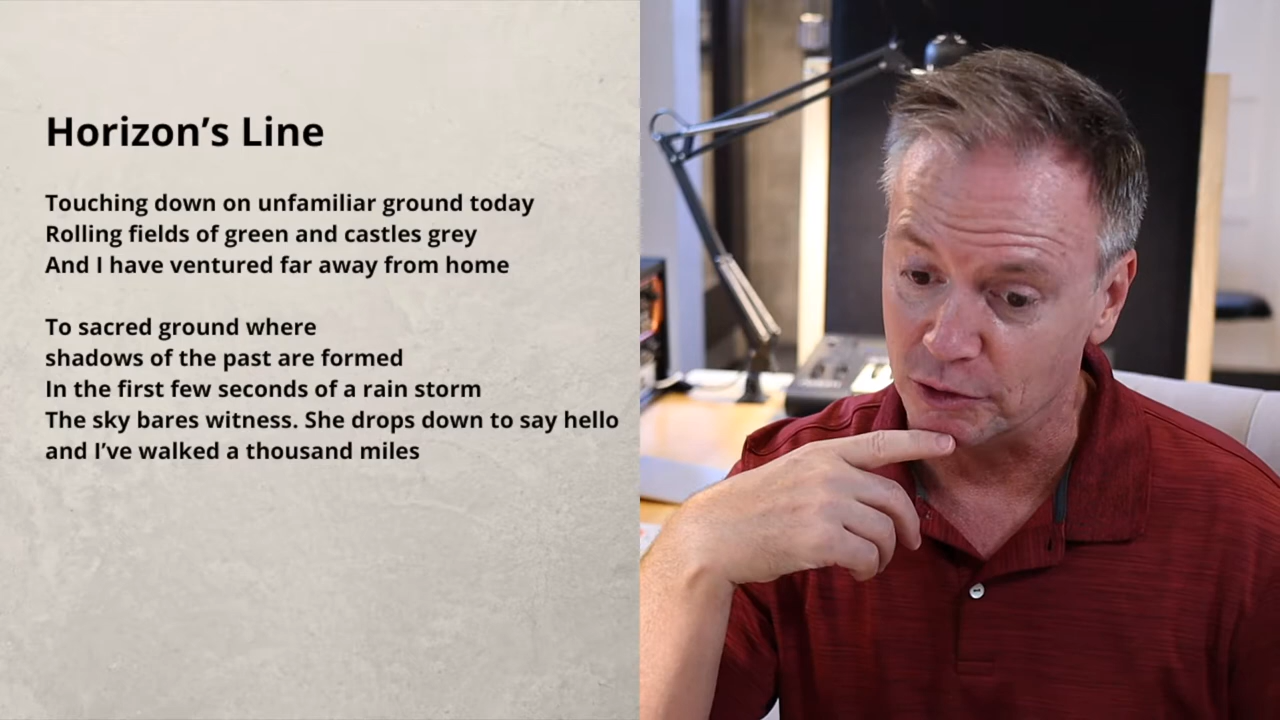 Horizon’s Line
Touching down on unfamiliar ground today
Rolling fields of green and castles grey
And I have ventured far away from home
To sacred ground where
shadows of the past are formed
In the first few seconds of a rain storm
The sky bares witness. She drops down to say hello
and I’ve walked a thousand miles